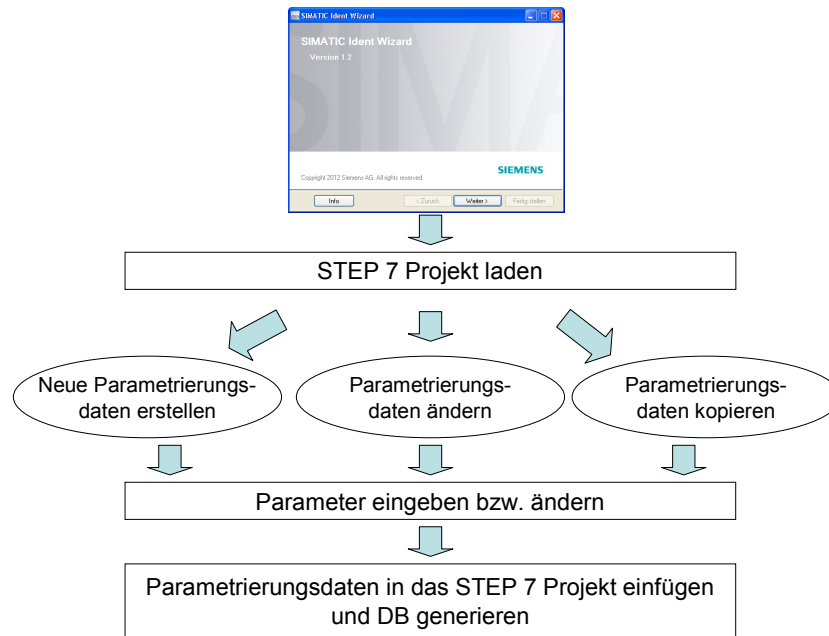 SIMATIC Ident Wizard
SIMATIC Ident Wizard
Version 1.2
SIEMENS
Copyright 2012 Siemens AG. All rights reserved.
Info
< Zurück
Weiter >
Fertig stellen
STEP 7 Projekt laden
Neue Parametrierungs-
daten erstellen
Parametrierungs-
daten ändern
Parametrierungs-
daten kopieren
Parameter eingeben bzw. ändern
Parametrierungsdaten in das STEP 7 Projekt einfügen
und DB generieren